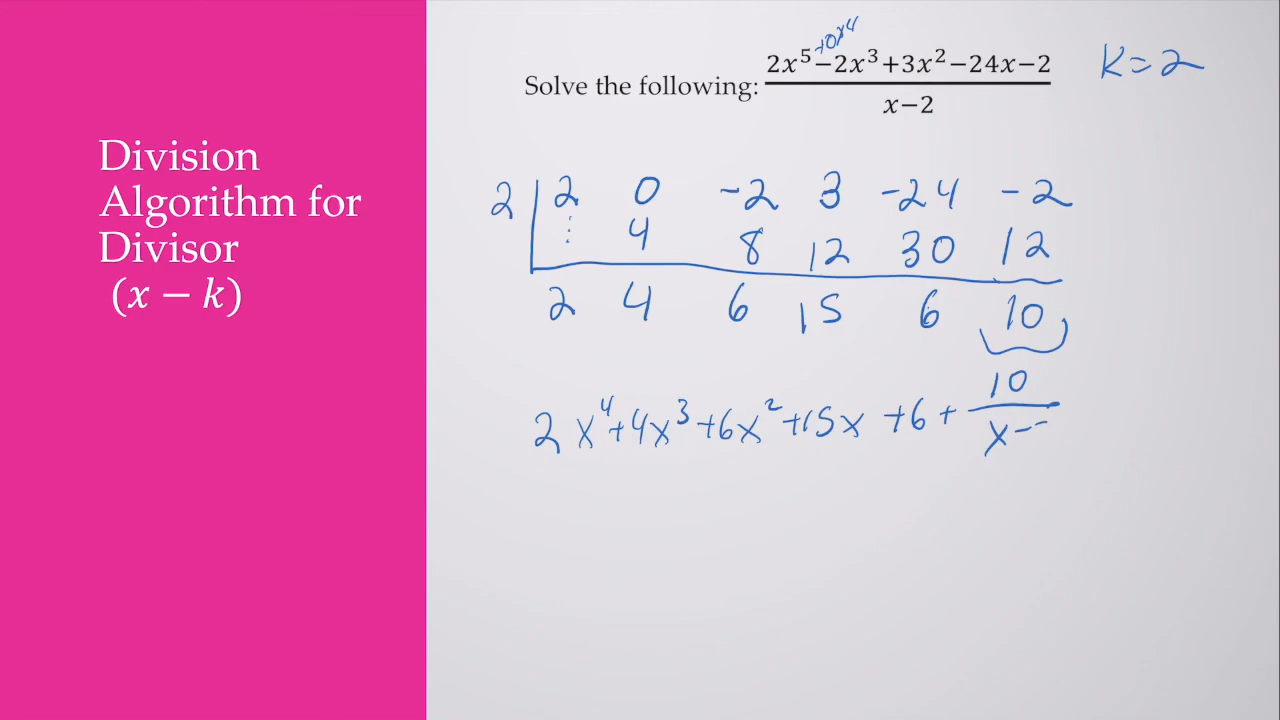 Division
Algorithm for
Divisor
(x − k)
+0x4
Solve the following: 2x⁵−2x³+3x²−24x−2
x−2
K=2
2 | 2 0 -2 3 -24 -2
4 8 12 30 12
2 4 6 15 6 10
2x⁴+4x³+6x²+15x+6+ 10
x-